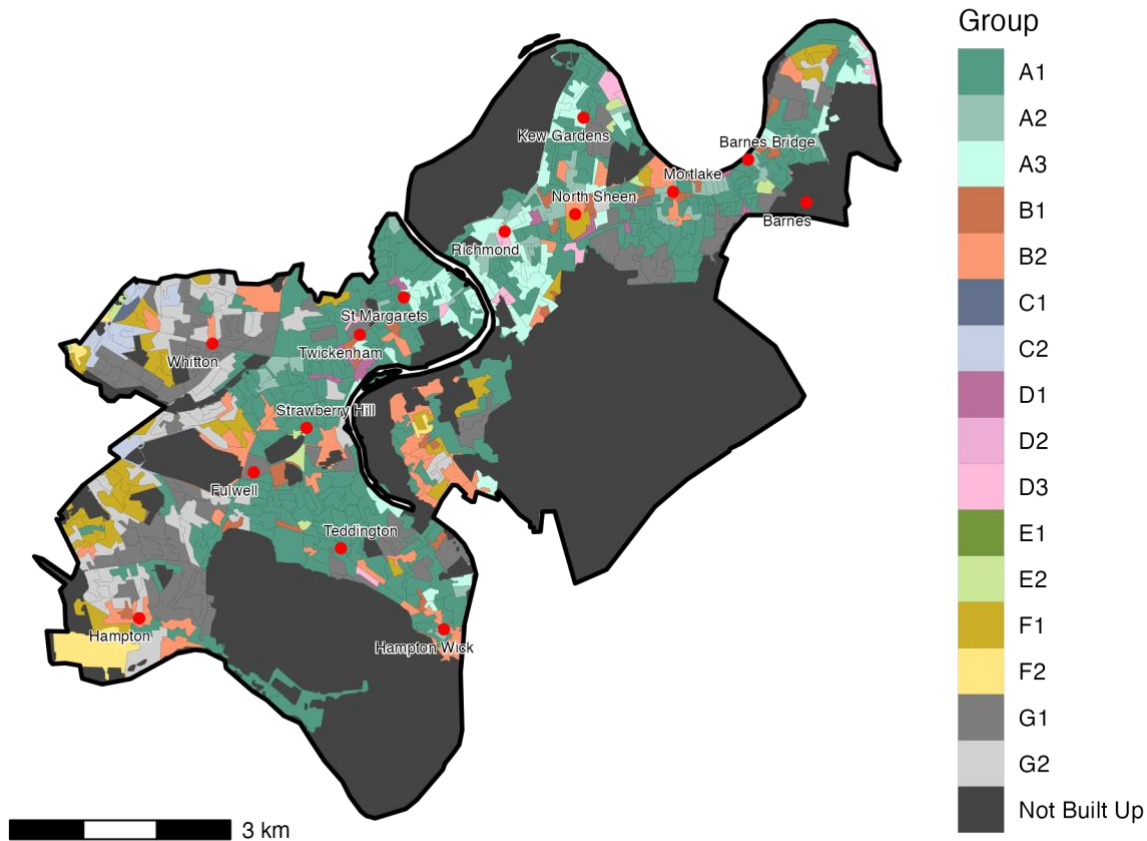 Group
A1
A2
A3
B1
B2
C1
C2
D1
D2
D3
E1
E2
F1
F2
G1
G2
Not Built Up
Kew Gardens
Barnes Bridge
Mortlake
North Sheen
Barnes
Richmond
St Margarets
Twickenham
Whitton
Strawberry Hill
Fulwell
Teddington
Hampton
Hampton Wick
3 km